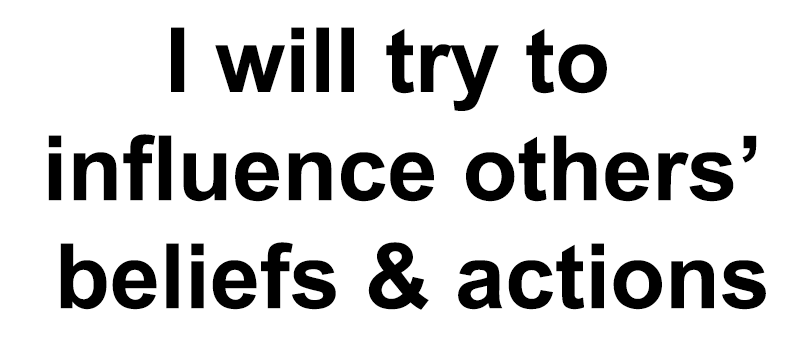 I will try to
influence others’
beliefs & actions